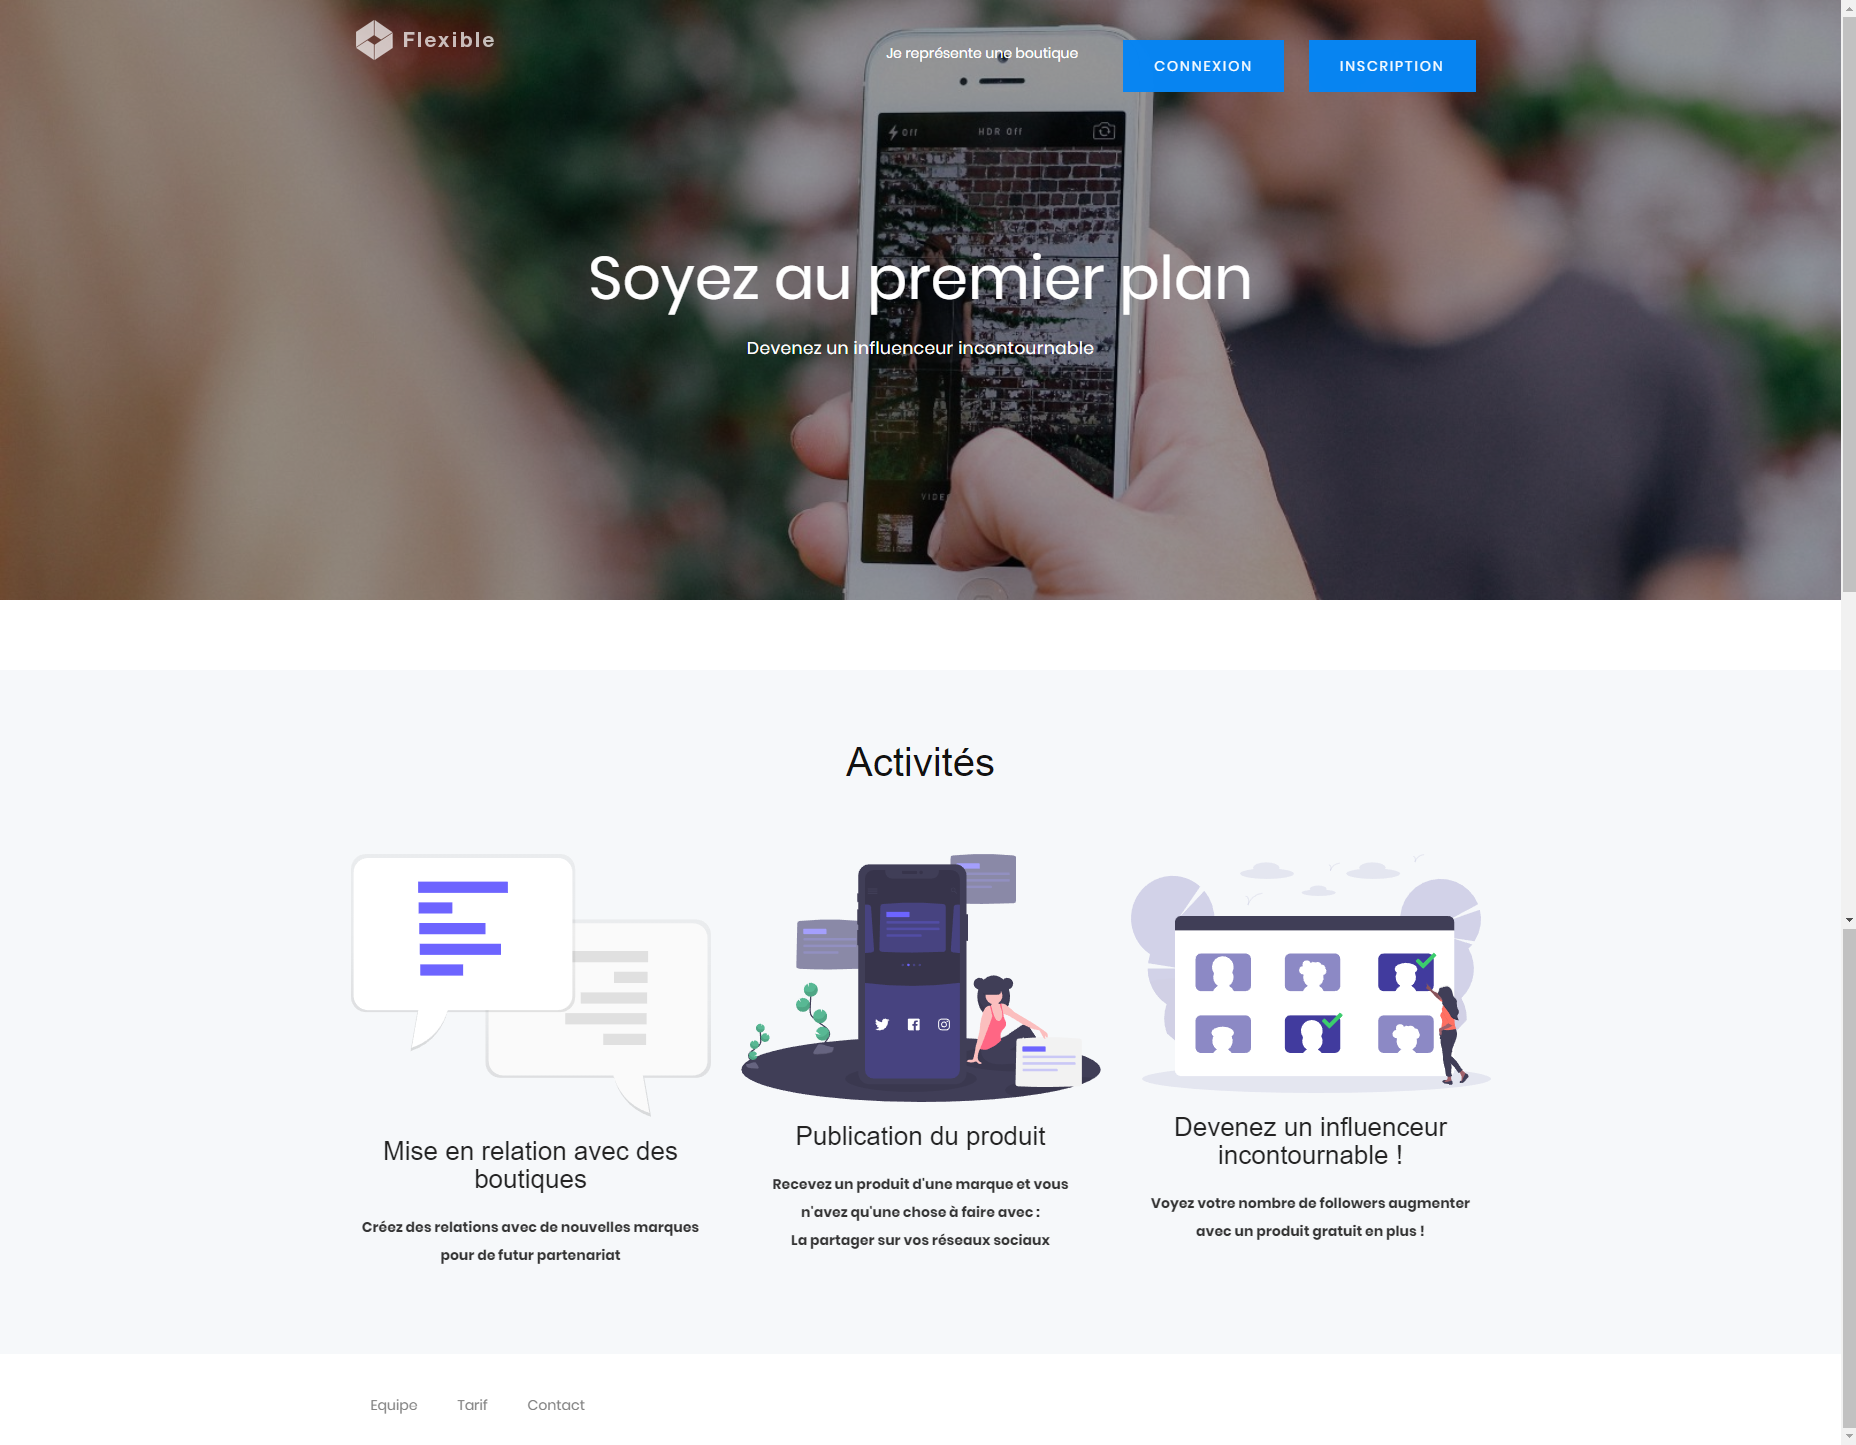 Flexible
Je représente une boutique
CONNEXION
INSCRIPTION
Off
HDR Off
Soyez au premier plan
Devenez un influenceur incontournable
Activités
Mise en relation avec des
boutiques
Créez des relations avec de nouvelles marques
pour de futur partenariat
Publication du produit
Recevez un produit d'une marque et vous
n'avez qu'une chose à faire avec :
La partager sur vos réseaux sociaux
Devenez un influenceur
incontournable !
Voyez votre nombre de followers augmenter
avec un produit gratuit en plus !
Equipe
Tarif
Contact